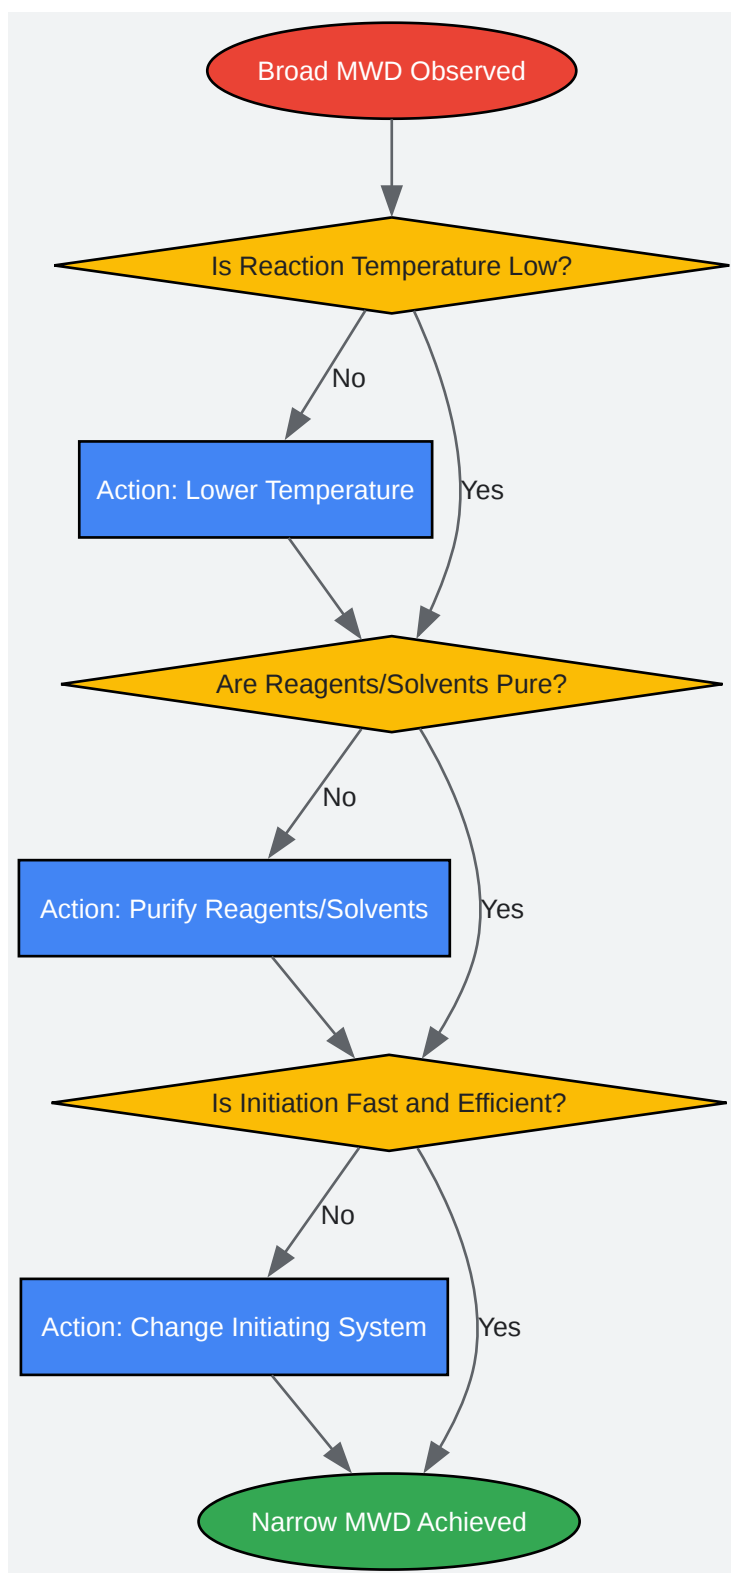 Broad MWD Observed
Is Reaction Temperature Low?
No
Action: Lower Temperature
Yes
Are Reagents/Solvents Pure?
No
Action: Purify Reagents/Solvents
Yes
Is Initiation Fast and Efficient?
No
Action: Change Initiating System
Yes
Narrow MWD Achieved